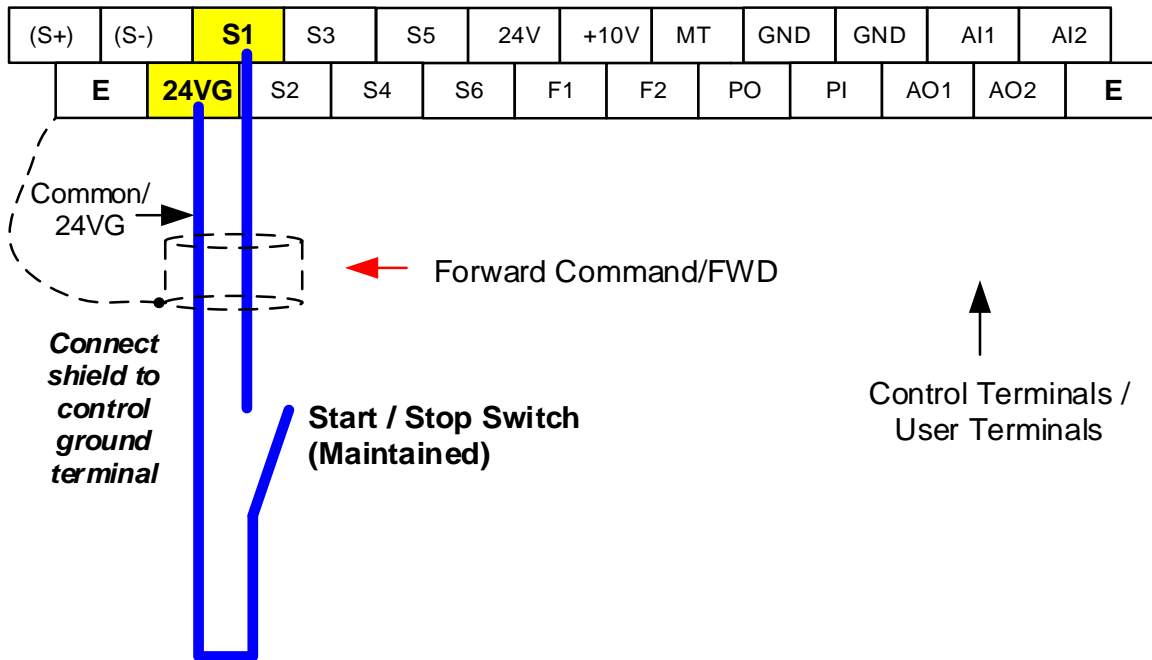 (S+) (S-) S1 S3 S5 24V +10V MT GND GND AI1 AI2
E 24VG S2 S4 S6 F1 F2 PO PI AO1 AO2 E
Common/
24VG
Forward Command/FWD
Connect
shield to
control
ground
terminal
Start / Stop Switch
(Maintained)
Control Terminals /
User Terminals